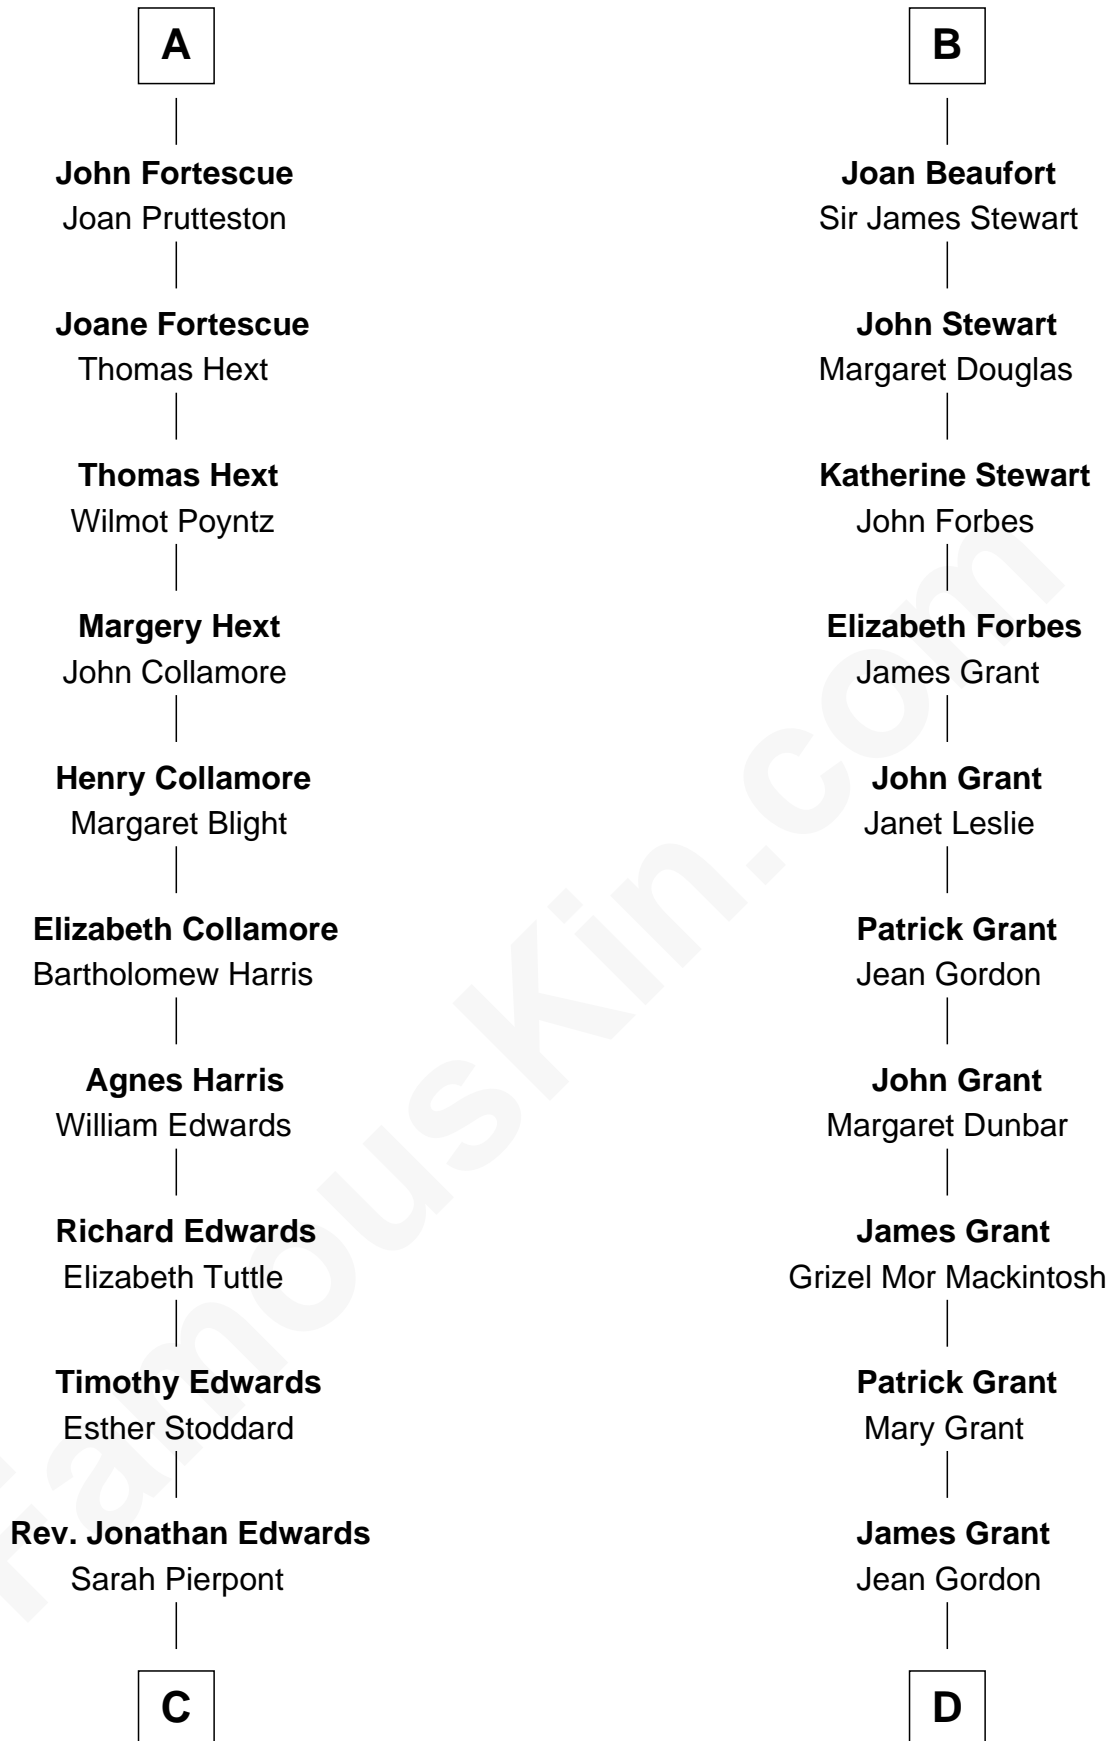 A
John Fortescue
Joan Prutteston
Joane Fortescue
Thomas Hext
Thomas Hext
Wilmot Poyntz
Margery Hext
John Collamore
Henry Collamore
Margaret Blight
Elizabeth Collamore
Bartholomew Harris
Agnes Harris
William Edwards
Richard Edwards
Elizabeth Tuttle
Timothy Edwards
Esther Stoddard
Rev. Jonathan Edwards
Sarah Pierpont
C
B
Joan Beaufort
Sir James Stewart
John Stewart
Margaret Douglas
Katherine Stewart
John Forbes
Elizabeth Forbes
James Grant
John Grant
Janet Leslie
Patrick Grant
Jean Gordon
John Grant
Margaret Dunbar
James Grant
Grizel Mor Mackintosh
Patrick Grant
Mary Grant
James Grant
Jean Gordon
D
FamousKin.com